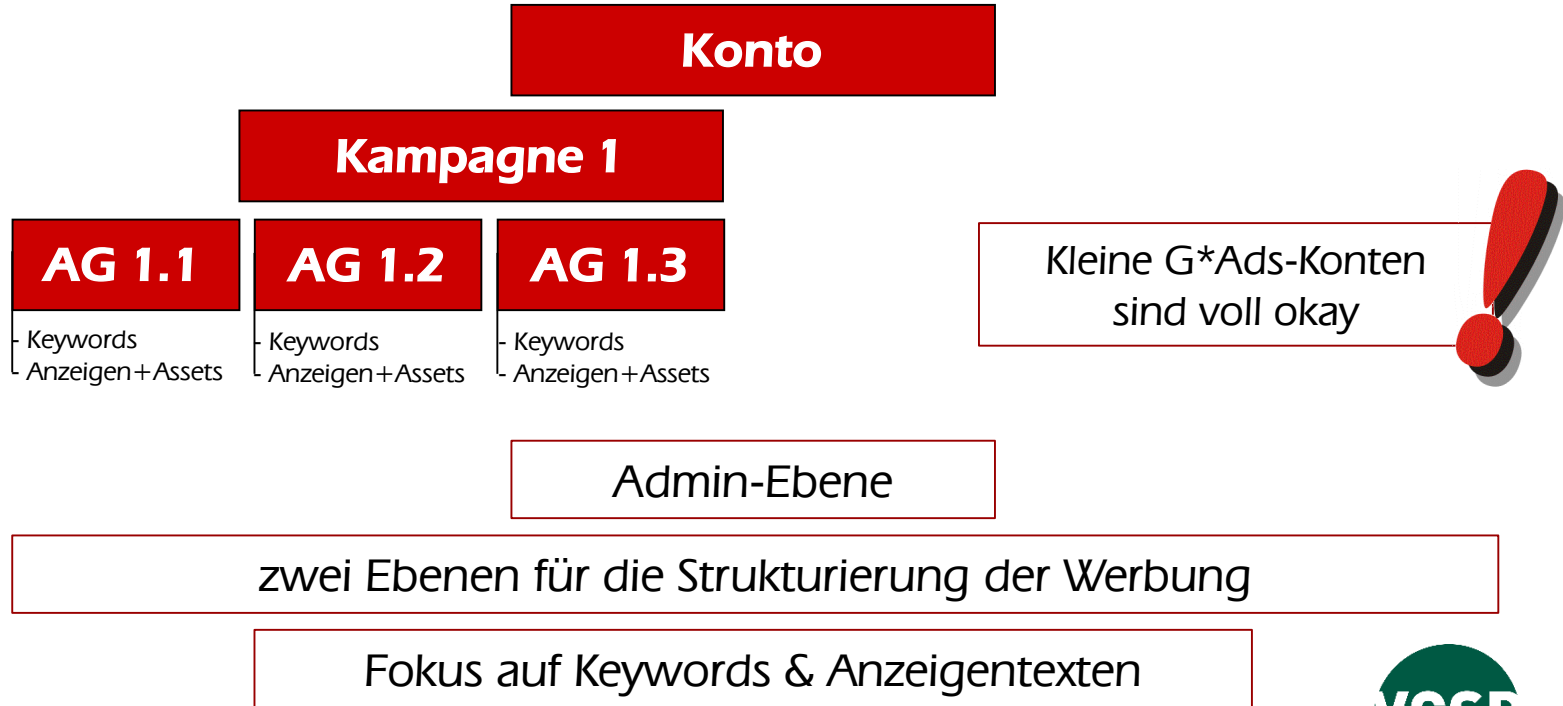 Konto
Kampagne 1
AG 1.1
AG 1.2
AG 1.3
- Keywords
- Anzeigen+Assets
- Keywords
- Anzeigen+Assets
- Keywords
- Anzeigen+Assets
Kleine G*Ads-Konten
sind voll okay
Admin-Ebene
zwei Ebenen für die Strukturierung der Werbung
Fokus auf Keywords & Anzeigentexten